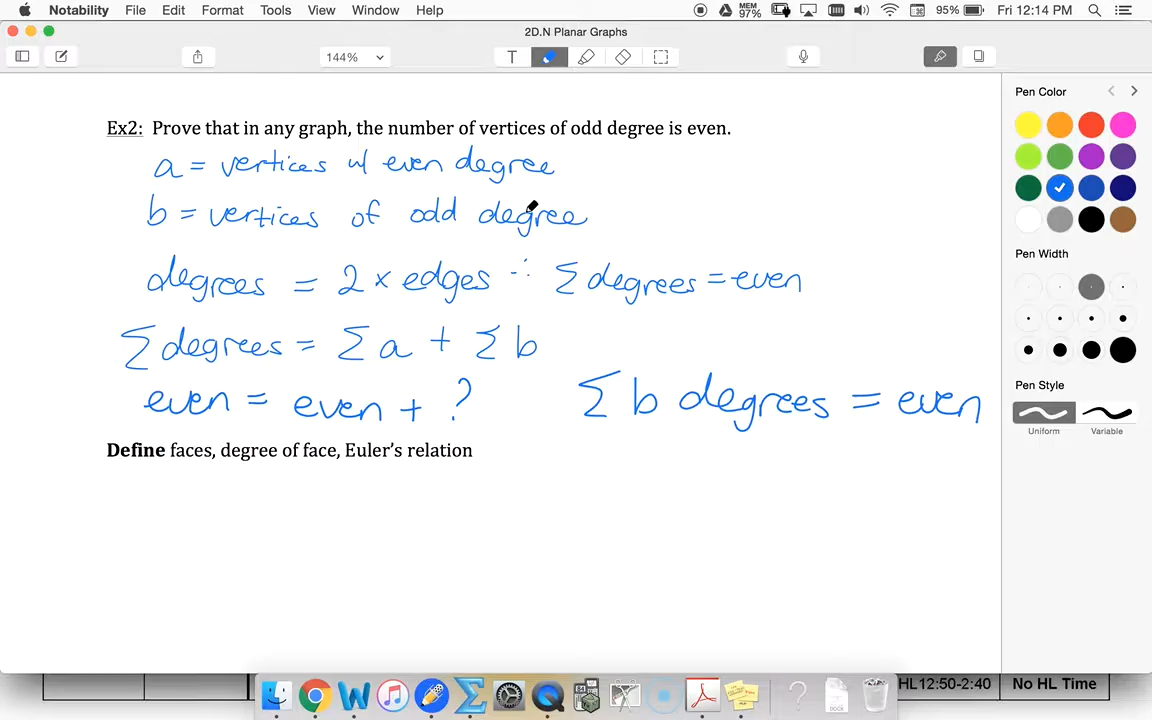 Notability File Edit Format Tools View Window Help MEM 97% 95% Fri 12:14 PM
2D.N Planar Graphs
144% T
Pen Color
Ex2: Prove that in any graph, the number of vertices of odd degree is even.
a = vertices w/ even degree
b = vertices of odd degree
degrees = 2 × edges ∴ Σ degrees = even
Σ degrees = Σ a + Σ b
even = even + ?
Σ b degrees = even
Define faces, degree of face, Euler's relation
Pen Width
Pen Style
Uniform Variable
HL12:50-2:40 No HL Time